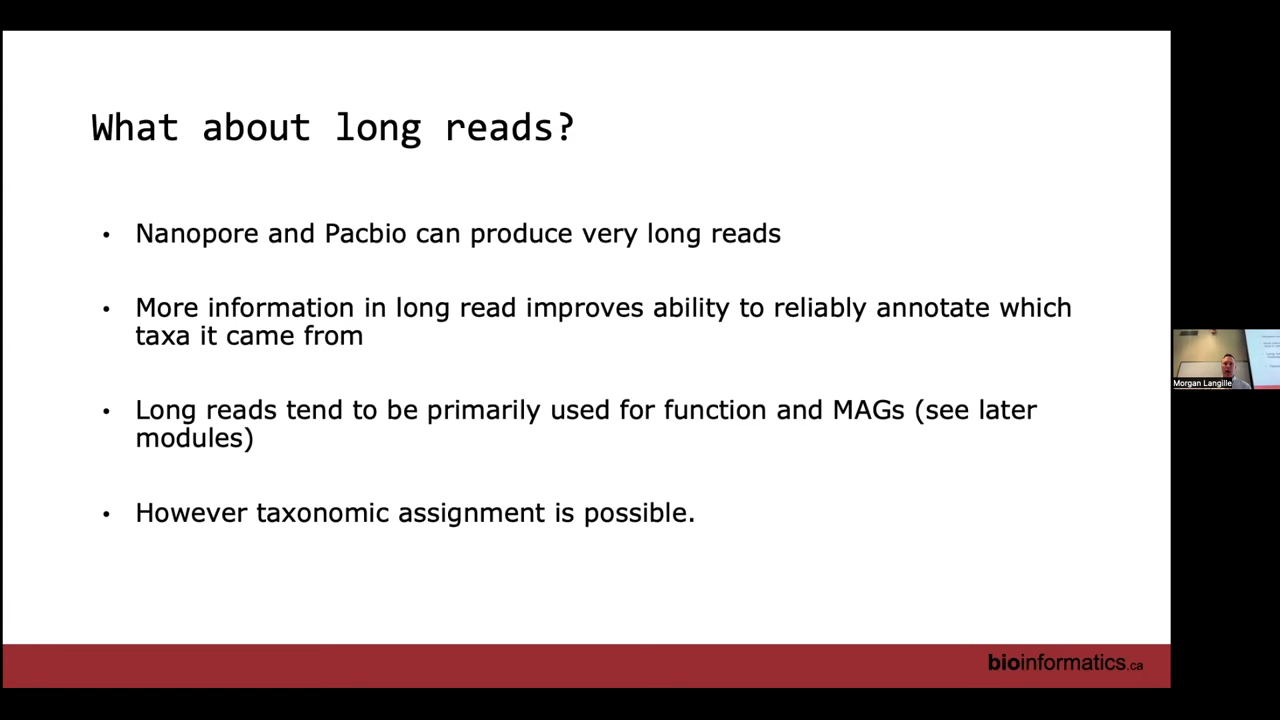 What about long reads?
• Nanopore and Pacbio can produce very long reads
• More information in long read improves ability to reliably annotate which
taxa it came from
• Long reads tend to be primarily used for function and MAGs (see later
modules)
• However taxonomic assignment is possible.
Morgan Langille
bioinformatics.ca